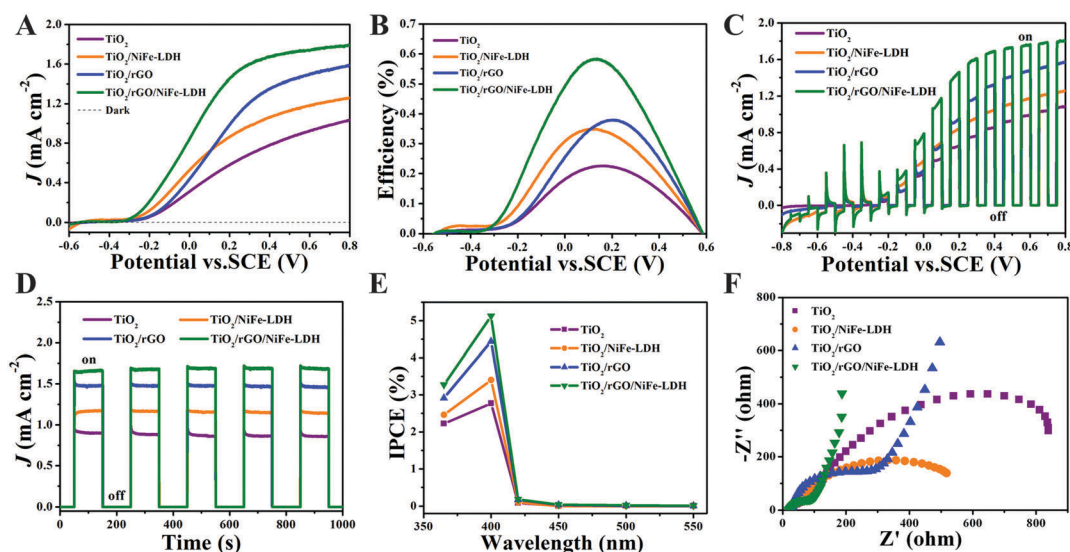 A
1.8
1.2
0.6
0.0
J (mA cm⁻²)
TiO₂
TiO₂/NiFe-LDH
TiO₂/rGO
TiO₂/rGO/NiFe-LDH
Dark
-0.6 -0.4 -0.2 0.0 0.2 0.4 0.6 0.8
Potential vs.SCE (V)
B
0.7
0.6
0.5
0.4
0.3
0.2
0.1
0.0
Efficiency (%)
TiO₂
TiO₂/NiFe-LDH
TiO₂/rGO
TiO₂/rGO/NiFe-LDH
-0.6 -0.4 -0.2 0.0 0.2 0.4 0.6
Potential vs.SCE (V)
C
2.0
1.6
1.2
0.8
0.4
0.0
J (mA cm⁻²)
TiO₂
TiO₂/NiFe-LDH
TiO₂/rGO
TiO₂/rGO/NiFe-LDH
on
off
-0.8 -0.6 -0.4 -0.2 0.0 0.2 0.4 0.6 0.8
Potential vs.SCE (V)
D
2.5
2.0
1.5
1.0
0.5
0.0
J (mA cm⁻²)
TiO₂ TiO₂/NiFe-LDH
TiO₂/rGO TiO₂/rGO/NiFe-LDH
on
off
0 200 400 600 800 1000
Time (s)
E
5
4
3
2
1
0
IPCE (%)
TiO₂
TiO₂/NiFe-LDH
TiO₂/rGO
TiO₂/rGO/NiFe-LDH
350 400 450 500 550
Wavelength (nm)
F
800
600
400
200
0
-Z'' (ohm)
TiO₂
TiO₂/NiFe-LDH
TiO₂/rGO
TiO₂/rGO/NiFe-LDH
0 200 400 600 800
Z' (ohm)